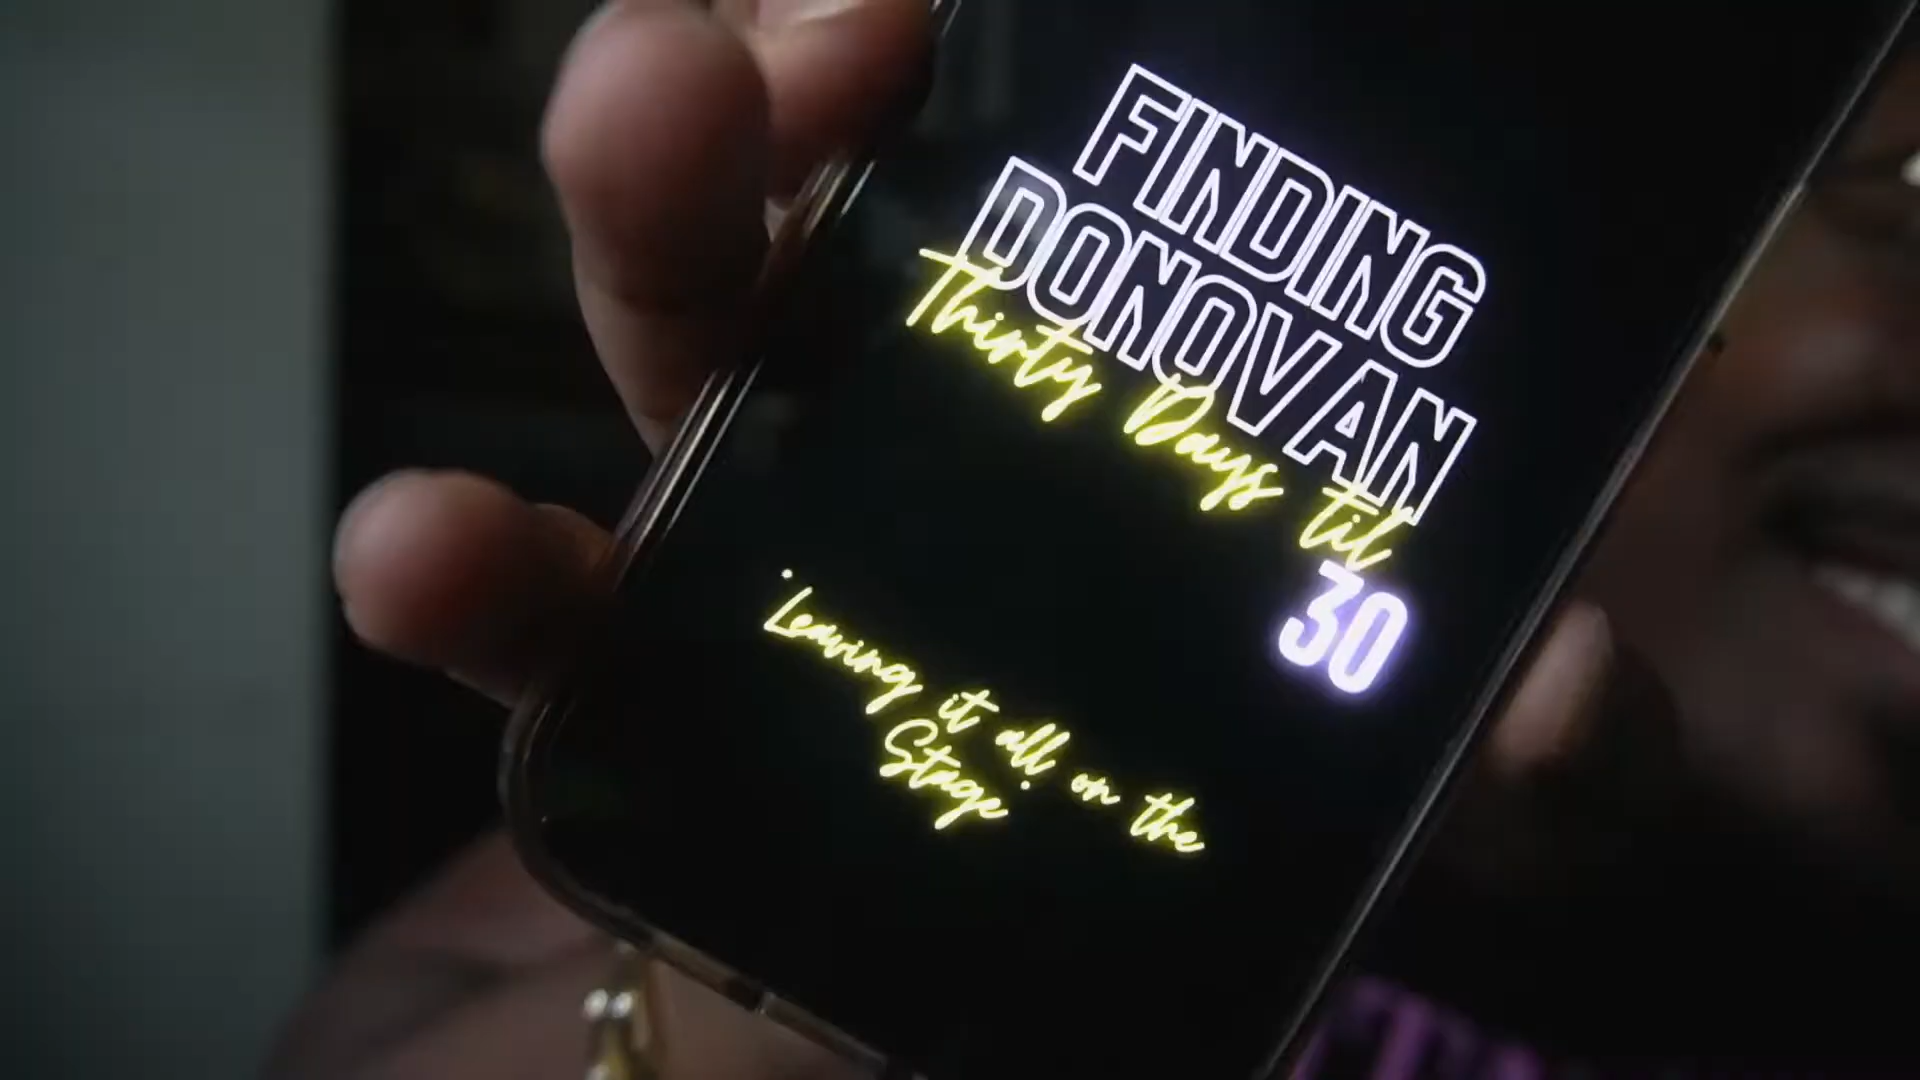 FINDING
DONOVAN
Thirty Days til
30
Leaving it all on the
Stage